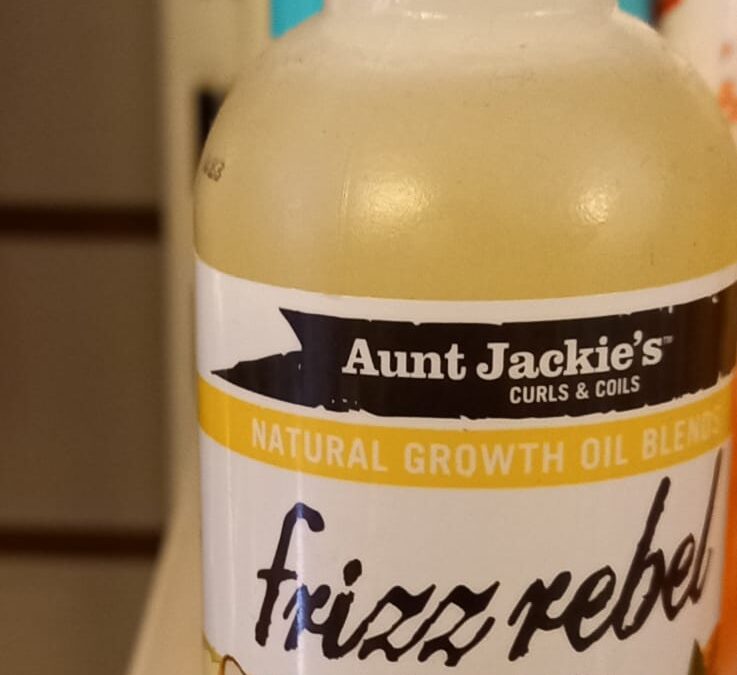 Aunt Jackie's™
CURLS & COILS
NATURAL GROWTH OIL BLENDS
frizz rebel